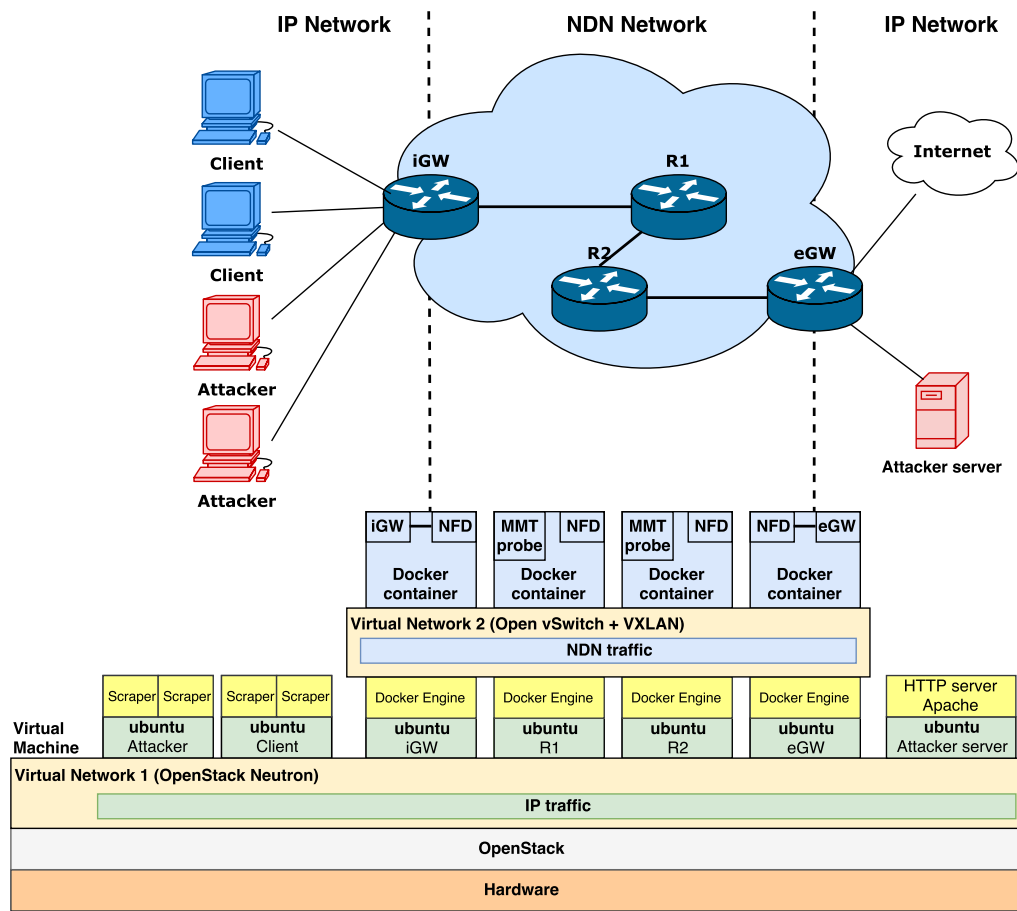 IP Network
NDN Network
IP Network
Client
iGW
R1
Internet
Client
R2
eGW
Attacker
Attacker
Attacker server
iGW
NFD
Docker
container
MMT
probe
NFD
Docker
container
MMT
probe
NFD
Docker
container
NFD
eGW
Docker
container
Virtual Network 2 (Open vSwitch + VXLAN)
NDN traffic
Scraper
Scraper
Scraper
Scraper
Docker Engine
Docker Engine
Docker Engine
Docker Engine
HTTP server
Apache
Virtual
Machine
ubuntu
Attacker
ubuntu
Client
ubuntu
iGW
ubuntu
R1
ubuntu
R2
ubuntu
eGW
ubuntu
Attacker server
Virtual Network 1 (OpenStack Neutron)
IP traffic
OpenStack
Hardware